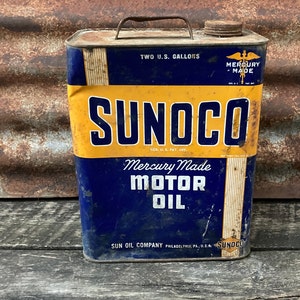 TWO U.S. GALLONS
MERCURY
MADE
SUNOCO
Mercury Made
MOTOR
OIL
SUN OIL COMPANY PHILADELPHIA, PA., U.S.A.
SUNOCO